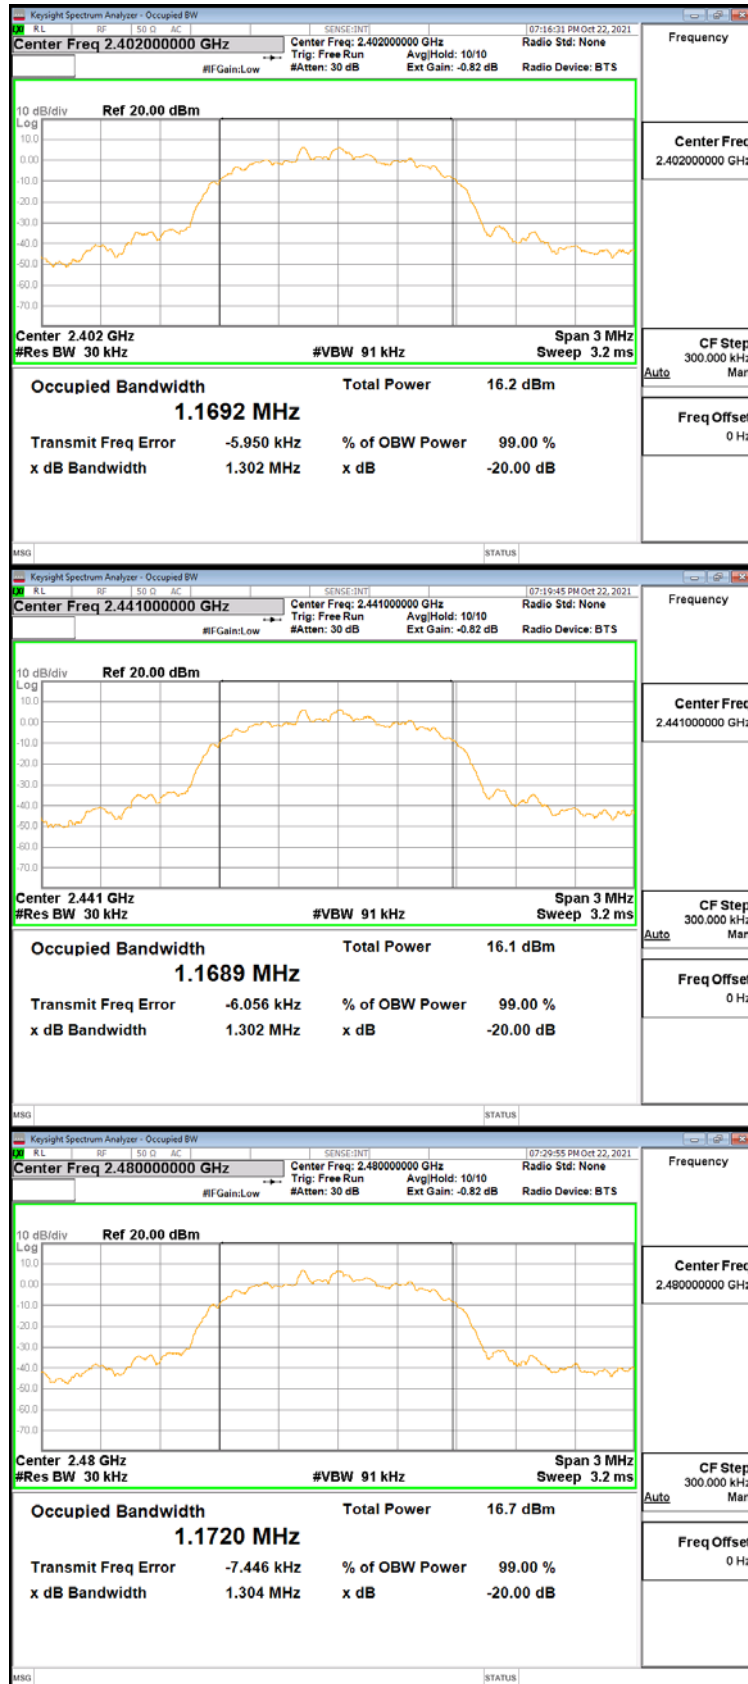 Keysight Spectrum Analyzer - Occupied BW
RL RF 50 Ω AC SENSE:INT 07:16:31 PM Oct 22, 2021
Center Freq 2.402000000 GHz Center Freq: 2.402000000 GHz Radio Std: None Frequency
Trig: Free Run Avg|Hold: 10/10
#IFGain:Low #Atten: 30 dB Ext Gain: -0.82 dB Radio Device: BTS
10 dB/div Ref 20.00 dBm
Log
10.0
0.00
-10.0
-20.0
-30.0
-40.0
-50.0
-60.0
-70.0
Center Freq
2.402000000 GHz
Center 2.402 GHz Span 3 MHz
#Res BW 30 kHz #VBW 91 kHz Sweep 3.2 ms
CF Step
300.000 kHz
Auto Man
Occupied Bandwidth Total Power 16.2 dBm
1.1692 MHz
Transmit Freq Error -5.950 kHz % of OBW Power 99.00 %
x dB Bandwidth 1.302 MHz x dB -20.00 dB
Freq Offset
0 Hz
MSG STATUS
Keysight Spectrum Analyzer - Occupied BW
RL RF 50 Ω AC SENSE:INT 07:19:45 PM Oct 22, 2021
Center Freq 2.441000000 GHz Center Freq: 2.441000000 GHz Radio Std: None Frequency
Trig: Free Run Avg|Hold: 10/10
#IFGain:Low #Atten: 30 dB Ext Gain: -0.82 dB Radio Device: BTS
10 dB/div Ref 20.00 dBm
Log
10.0
0.00
-10.0
-20.0
-30.0
-40.0
-50.0
-60.0
-70.0
Center Freq
2.441000000 GHz
Center 2.441 GHz Span 3 MHz
#Res BW 30 kHz #VBW 91 kHz Sweep 3.2 ms
CF Step
300.000 kHz
Auto Man
Occupied Bandwidth Total Power 16.1 dBm
1.1689 MHz
Transmit Freq Error -6.056 kHz % of OBW Power 99.00 %
x dB Bandwidth 1.302 MHz x dB -20.00 dB
Freq Offset
0 Hz
MSG STATUS
Keysight Spectrum Analyzer - Occupied BW
RL RF 50 Ω AC SENSE:INT 07:29:55 PM Oct 22, 2021
Center Freq 2.480000000 GHz Center Freq: 2.480000000 GHz Radio Std: None Frequency
Trig: Free Run Avg|Hold: 10/10
#IFGain:Low #Atten: 30 dB Ext Gain: -0.82 dB Radio Device: BTS
10 dB/div Ref 20.00 dBm
Log
10.0
0.00
-10.0
-20.0
-30.0
-40.0
-50.0
-60.0
-70.0
Center Freq
2.480000000 GHz
Center 2.48 GHz Span 3 MHz
#Res BW 30 kHz #VBW 91 kHz Sweep 3.2 ms
CF Step
300.000 kHz
Auto Man
Occupied Bandwidth Total Power 16.7 dBm
1.1720 MHz
Transmit Freq Error -7.446 kHz % of OBW Power 99.00 %
x dB Bandwidth 1.304 MHz x dB -20.00 dB
Freq Offset
0 Hz
MSG STATUS